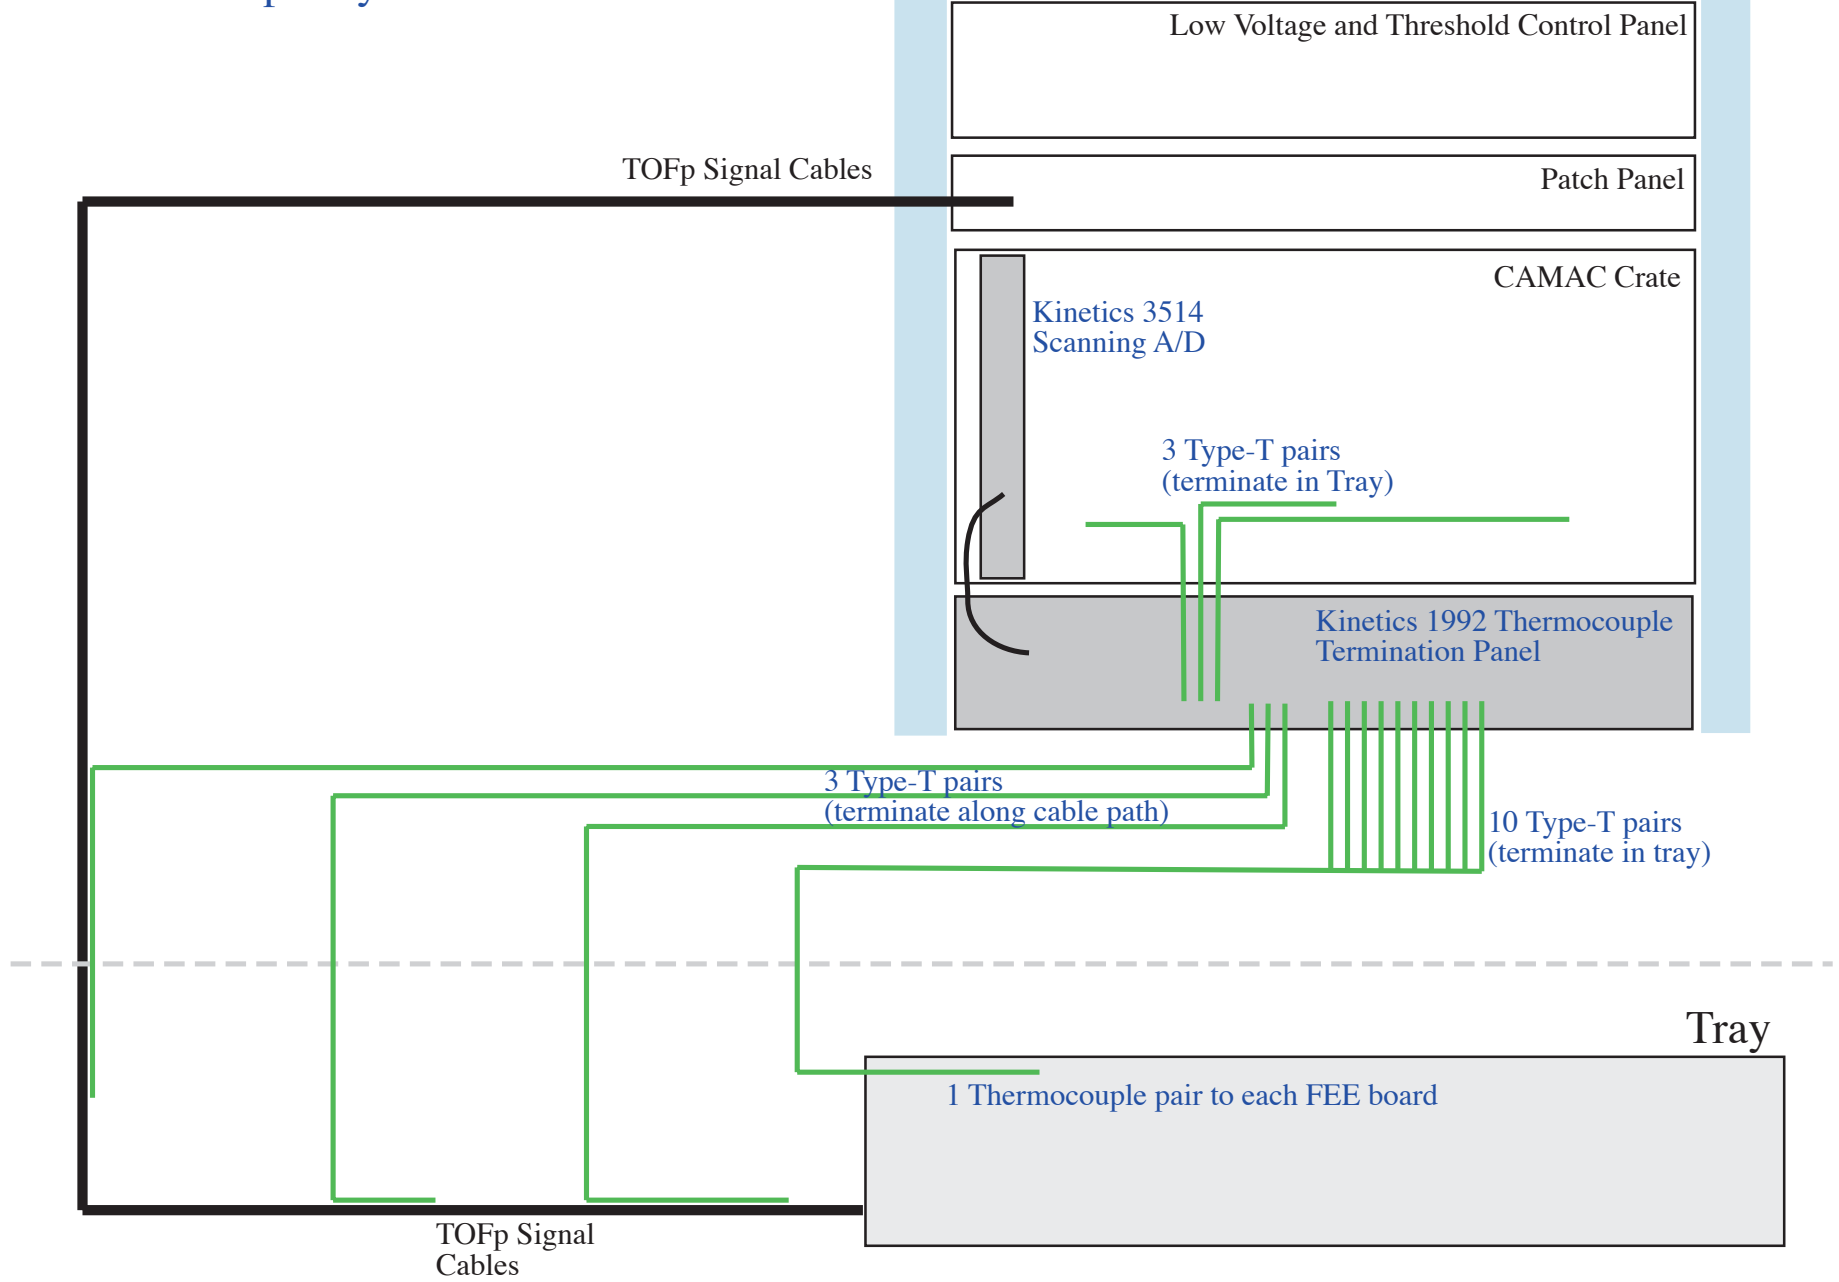 Low Voltage and Threshold Control Panel
TOFp Signal Cables
Patch Panel
CAMAC Crate
Kinetics 3514
Scanning A/D
3 Type-T pairs
(terminate in Tray)
Kinetics 1992 Thermocouple
Termination Panel
3 Type-T pairs
(terminate along cable path)
10 Type-T pairs
(terminate in tray)
Tray
1 Thermocouple pair to each FEE board
TOFp Signal
Cables